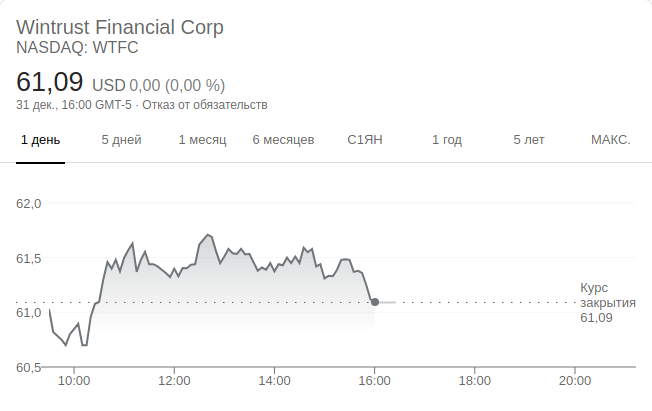 Wintrust Financial Corp
NASDAQ: WTFC
61,09 USD 0,00 (0,00 %)
31 дек., 16:00 GMT-5 · Отказ от обязательств
1 день 5 дней 1 месяц 6 месяцев С1ЯН 1 год 5 лет МАКС.
62,0
61,5
Курс
закрытия
61,09
61,0
60,5
10:00 12:00 14:00 16:00 18:00 20:00